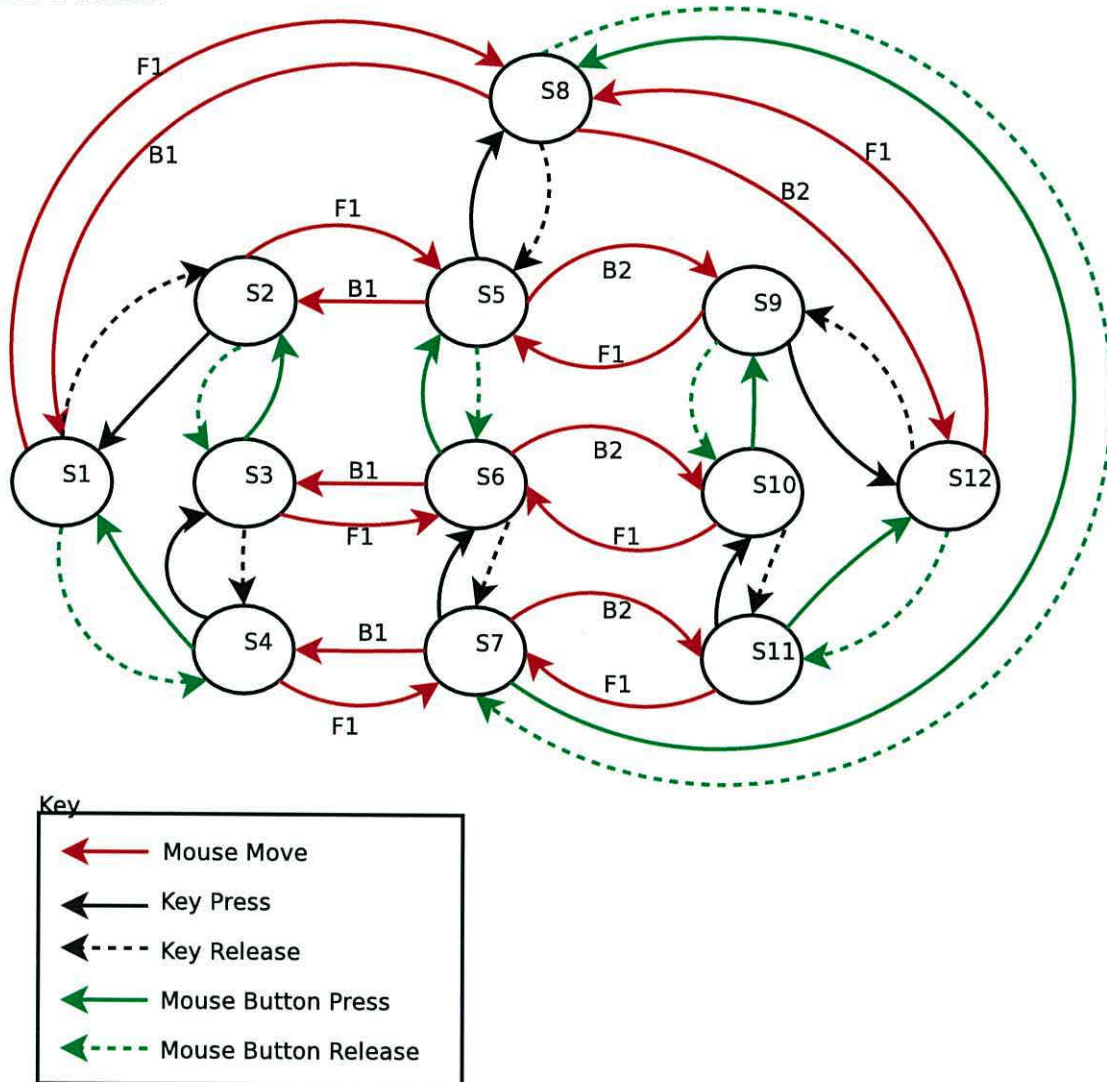 F1
S8
B1
F1
B2
F1
S2
B1
S5
B2
S9
F1
S1
S3
B1
S6
B2
S10
S12
F1
F1
S4
B1
S7
B2
S11
F1
F1
Key
Mouse Move
Key Press
Key Release
Mouse Button Press
Mouse Button Release